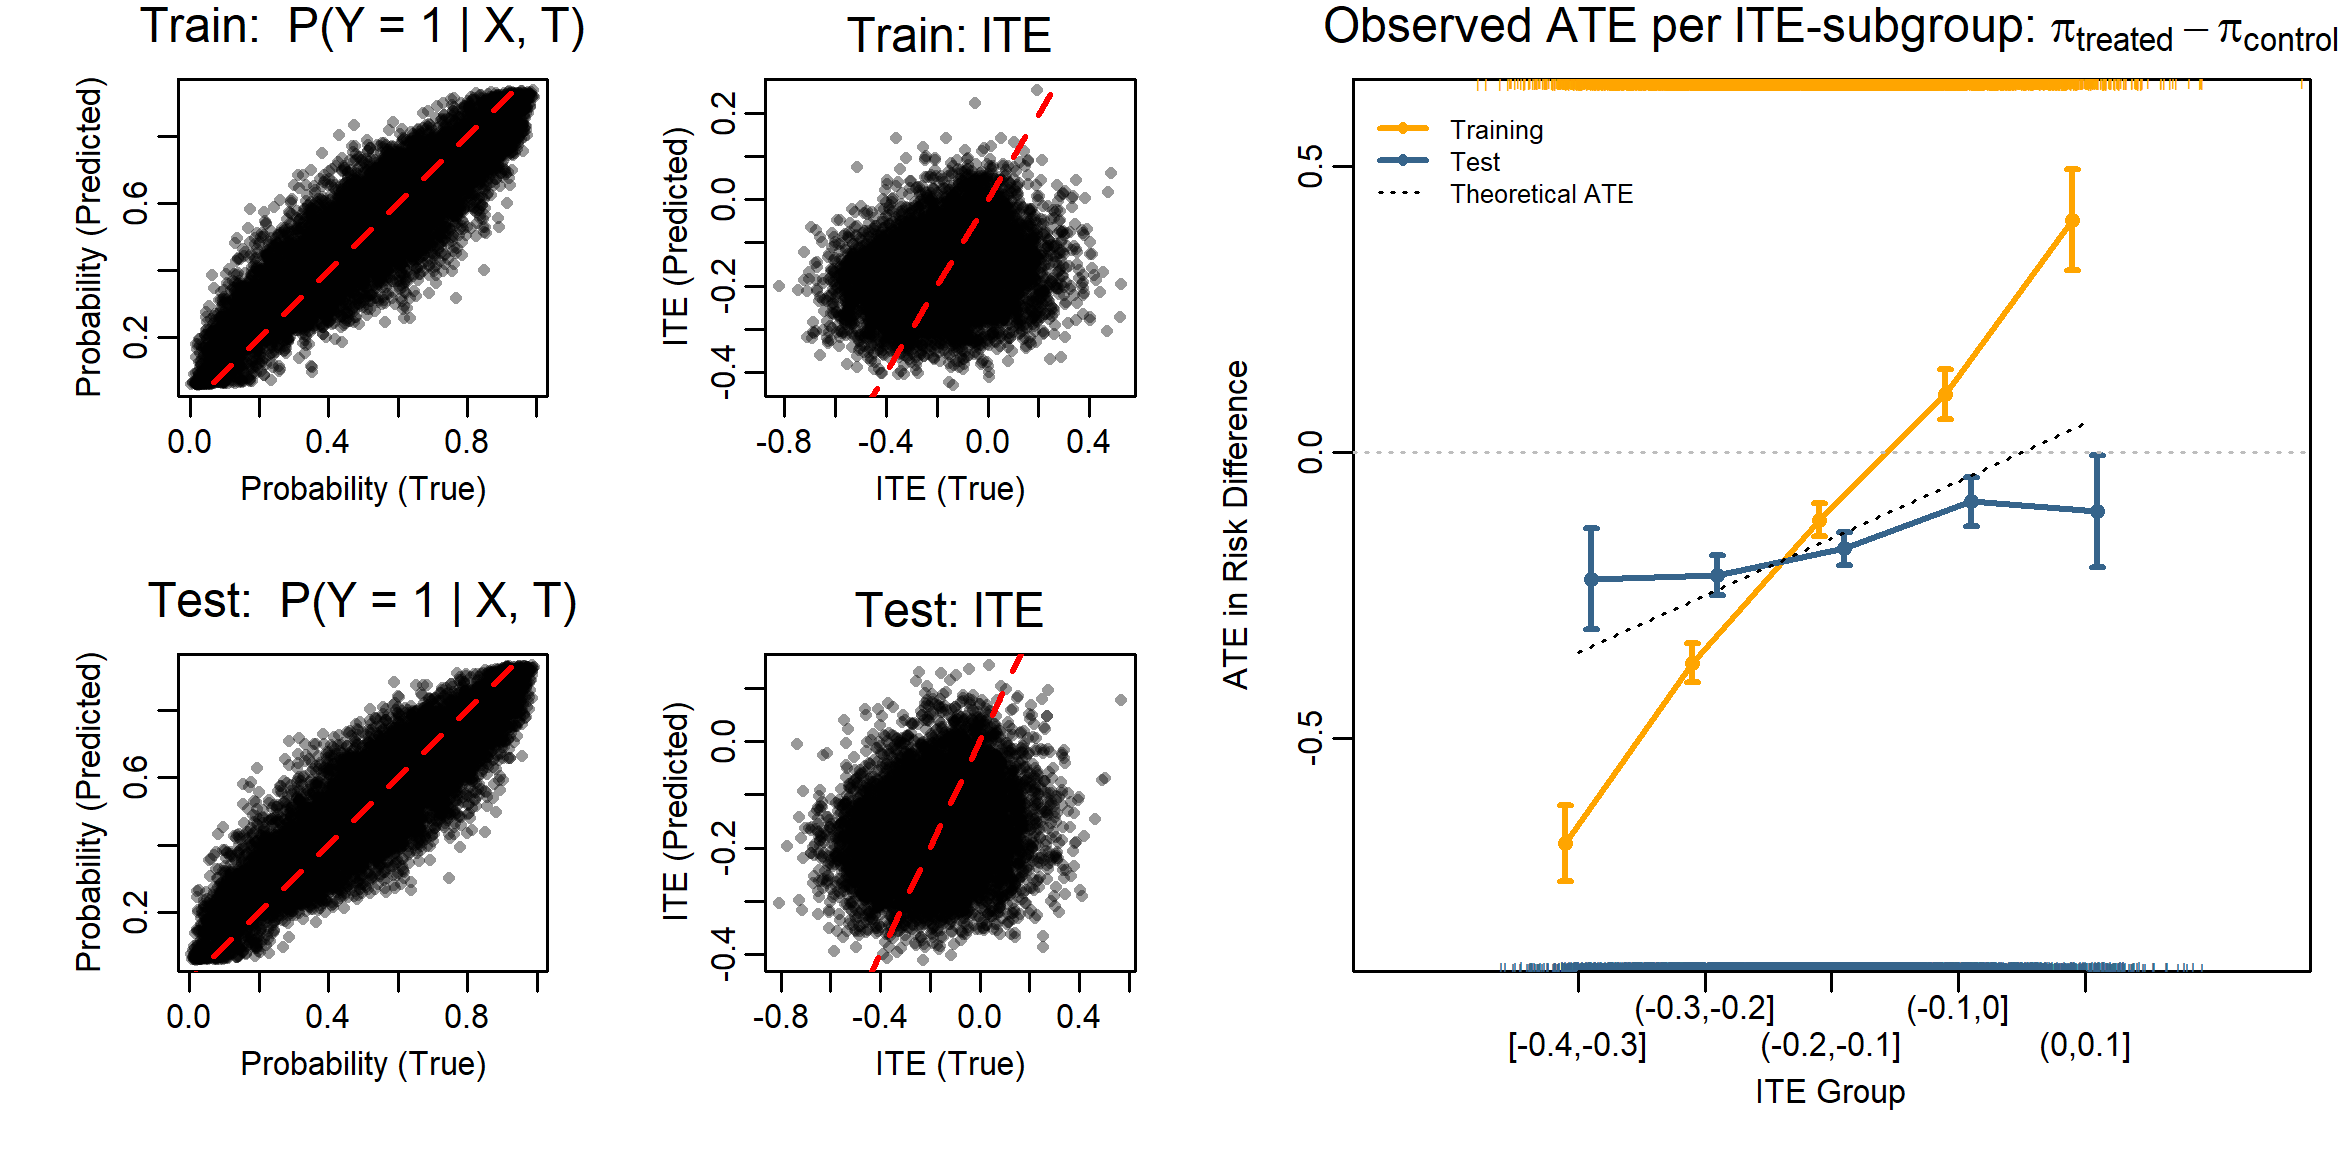 Train:  P(Y = 1 | X, T)
Probability (Predicted)
0.2
0.6
0.0
0.4
0.8
Probability (True)
Train: ITE
ITE (Predicted)
-0.4
-0.2
0.0
0.2
-0.8
-0.4
0.0
0.4
ITE (True)
Test:  P(Y = 1 | X, T)
Probability (Predicted)
0.2
0.6
0.0
0.4
0.8
Probability (True)
Test: ITE
ITE (Predicted)
-0.4
-0.2
0.0
-0.8
-0.4
0.0
0.4
ITE (True)
Observed ATE per ITE-subgroup: πtreated − πcontrol
Training
Test
Theoretical ATE
ATE in Risk Difference
-0.5
0.0
0.5
[-0.4,-0.3]
(-0.3,-0.2]
(-0.2,-0.1]
(-0.1,0]
(0,0.1]
ITE Group